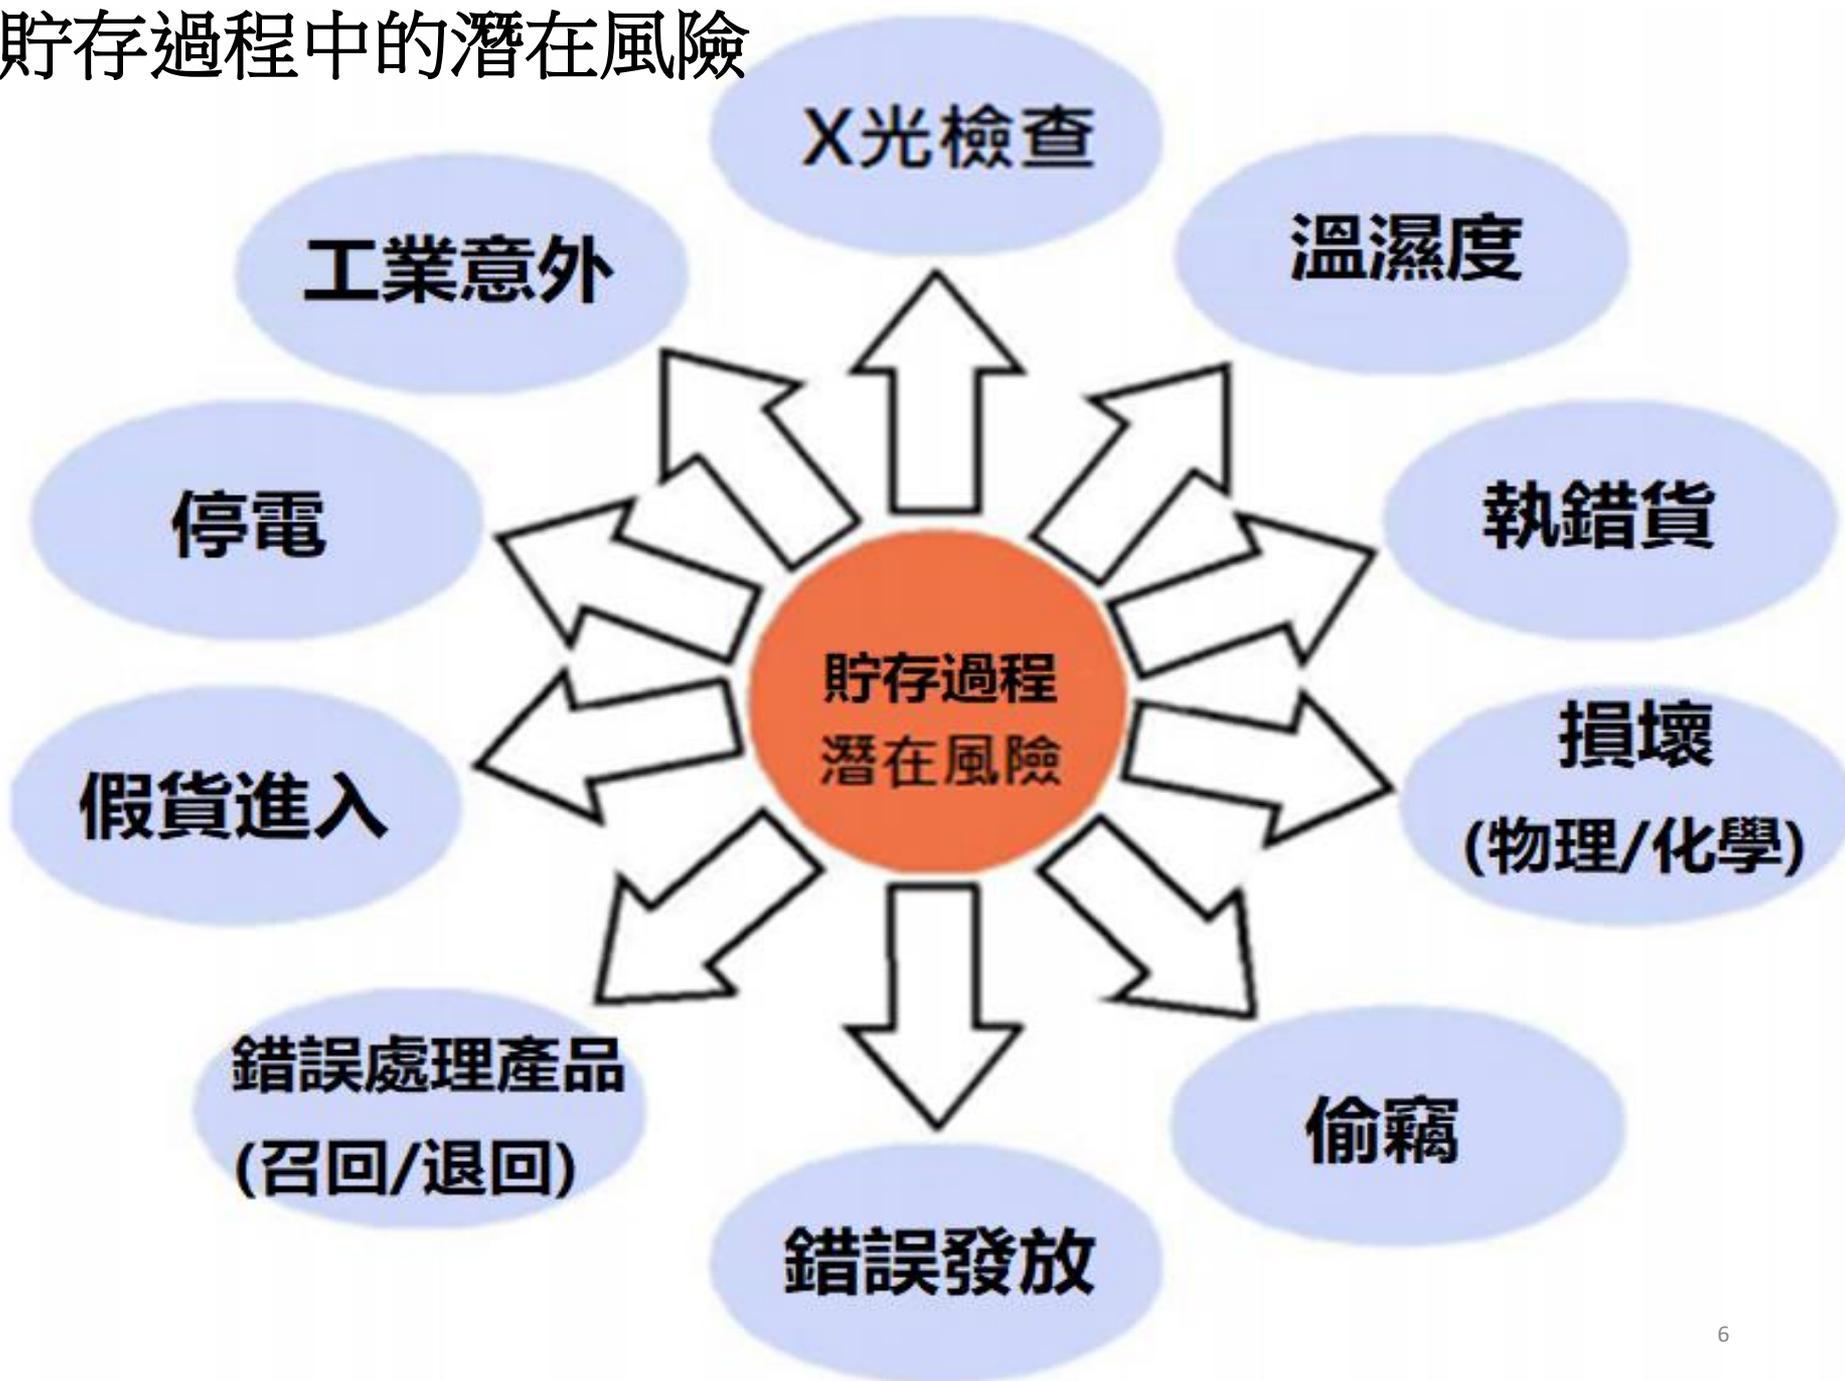 貯存過程中的潛在風險
X光檢查
溫濕度
執錯貨
損壞
(物理/化學)
偷竊
錯誤發放
錯誤處理產品
(召回/退回)
假貨進入
停電
工業意外
貯存過程
潛在風險
6